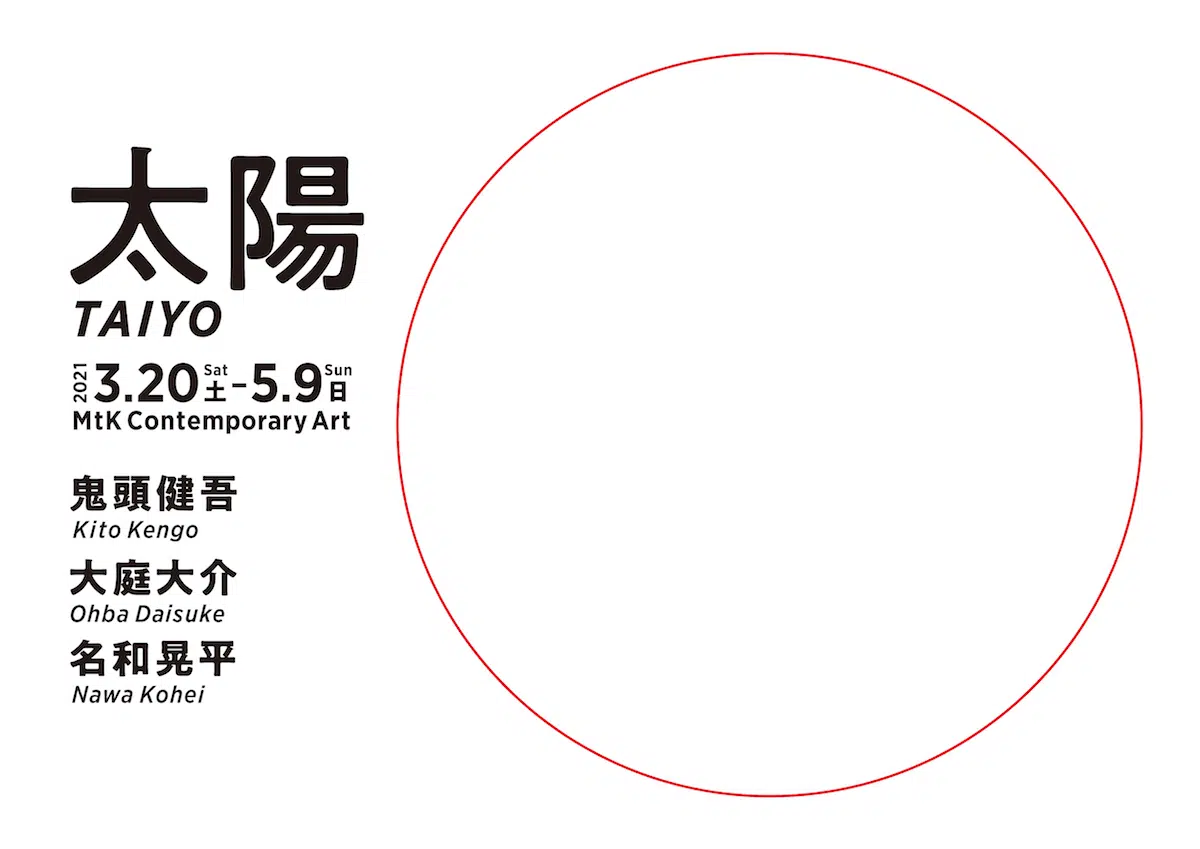 太陽
TAIYO
2021 3.20 Sat 土 – 5.9 Sun 日
MtK Contemporary Art
鬼頭健吾
Kito Kengo
大庭大介
Ohba Daisuke
名和晃平
Nawa Kohei